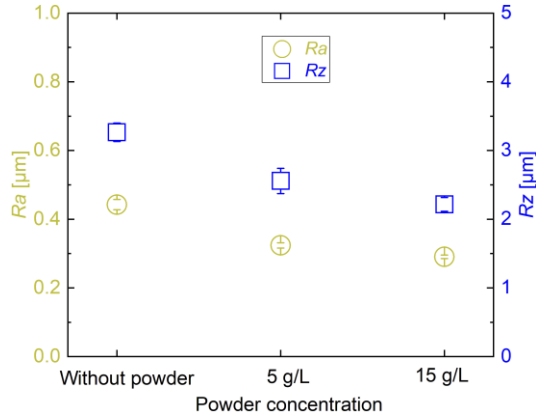 Ra
Rz
1.0
0.8
0.6
0.4
0.2
0.0
Ra [μm]
5
4
3
2
1
0
Rz [μm]
Without powder
5 g/L
15 g/L
Powder concentration